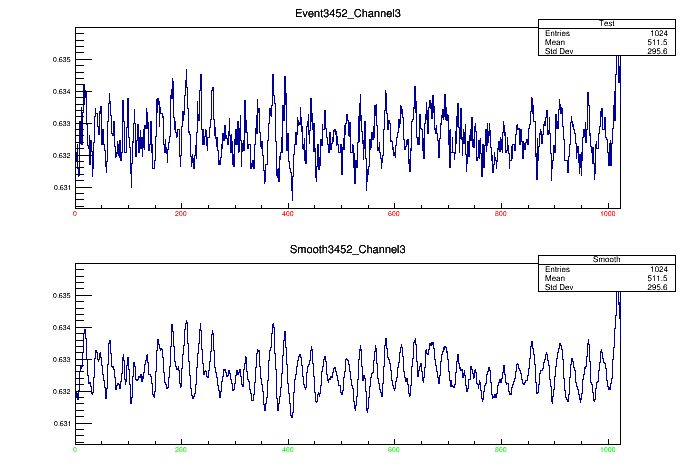 Event3452_Channel3
Test
Entries 1024
Mean 511.5
Std Dev 295.6
0.635
0.634
0.633
0.632
0.631
0 200 400 600 800 1000
Smooth3452_Channel3
Smooth
Entries 1024
Mean 511.5
Std Dev 295.6
0.635
0.634
0.633
0.632
0.631
0 200 400 600 800 1000